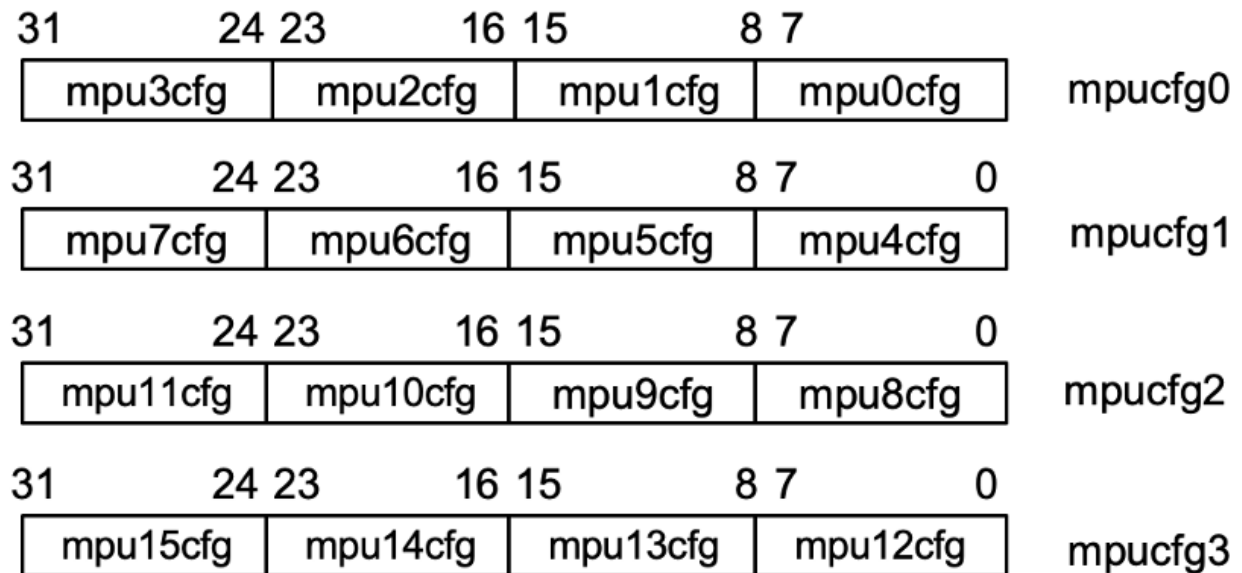 31 24 23 16 15 8 7
mpu3cfg mpu2cfg mpu1cfg mpu0cfg mpucfg0
31 24 23 16 15 8 7 0
mpu7cfg mpu6cfg mpu5cfg mpu4cfg mpucfg1
31 24 23 16 15 8 7 0
mpu11cfg mpu10cfg mpu9cfg mpu8cfg mpucfg2
31 24 23 16 15 8 7 0
mpu15cfg mpu14cfg mpu13cfg mpu12cfg mpucfg3